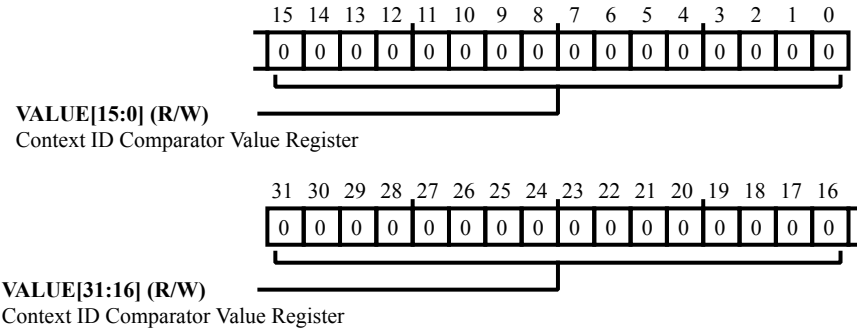 15 14 13 12 11 10 9 8 7 6 5 4 3 2 1 0
0 0 0 0 0 0 0 0 0 0 0 0 0 0 0 0
VALUE[15:0] (R/W)
Context ID Comparator Value Register
31 30 29 28 27 26 25 24 23 22 21 20 19 18 17 16
0 0 0 0 0 0 0 0 0 0 0 0 0 0 0 0
VALUE[31:16] (R/W)
Context ID Comparator Value Register